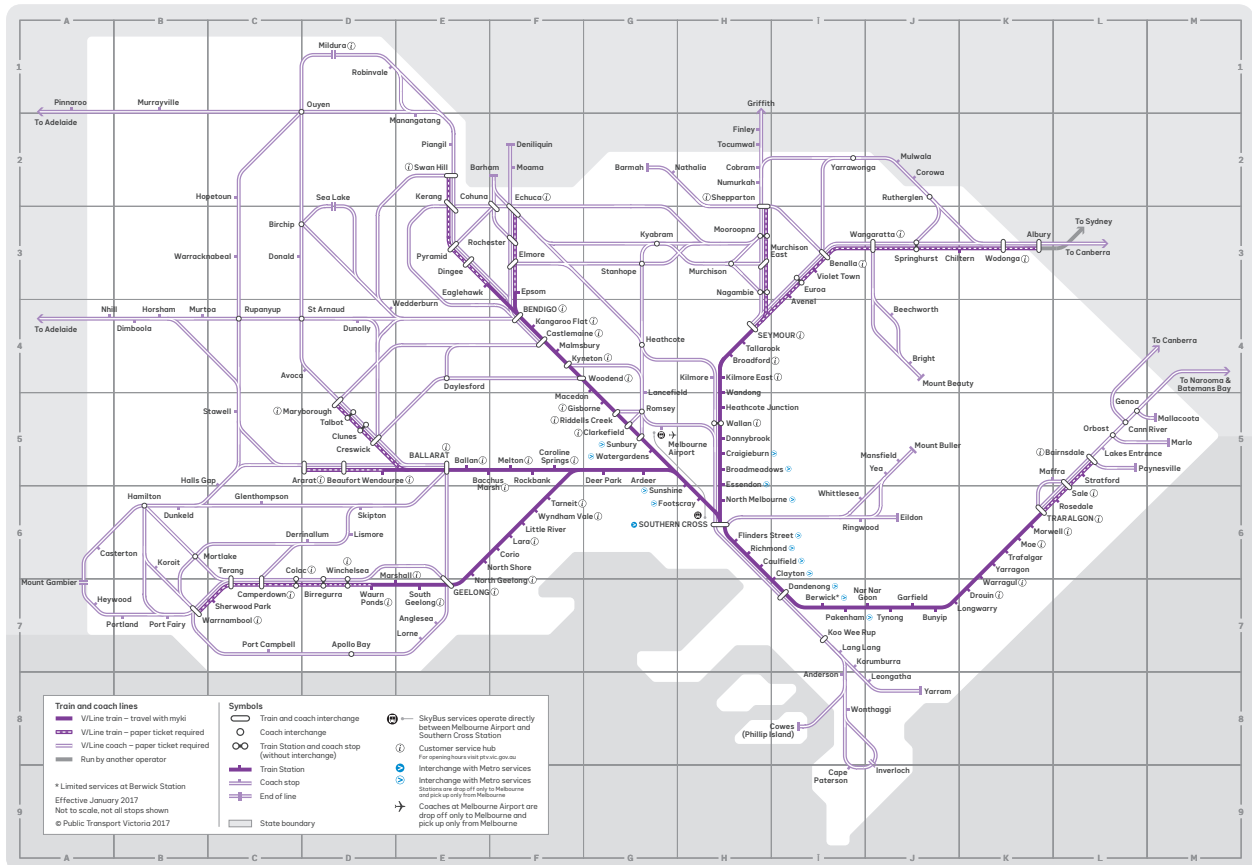 A B C D E F G H I J K L M
1
1
Mildura i
Robinvale
Pinnaroo
Murrayville
Ouyen
To Adelaide
Manangatang
Griffith
Finley
Tocumwal
2
2
Piangil
Deniliquin
Swan Hill
Barham
Moama
Barmah
Nathalia
Cobram
Numurkah
Yarrawonga
Mulwala
Corowa
Rutherglen
Hopetoun
Sea Lake
Kerang
Cohuna
Echuca
Shepparton
3
3
Birchip
Warracknabeal
Donald
Pyramid
Dingee
Eaglehawk
Rochester
Elmore
Epsom
Kyabram
Stanhope
Mooroopna
Murchison
Murchison
East
Nagambie
Wangaratta
Benalla
Violet Town
Euroa
Avenel
Springhurst
Chiltern
Wodonga
Albury
To Sydney
To Canberra
Wedderburn
4
4
Nhill
Horsham
Murtoa
Rupanyup
St Arnaud
To Adelaide
Dimboola
Dunolly
BENDIGO
Kangaroo Flat
Castlemaine
Malmsbury
Kyneton
Woodend
Heathcote
SEYMOUR
Tallarook
Broadford
Beechworth
Bright
Mount Beauty
To Canberra
To Narooma &
Batemans Bay
Avoca
Daylesford
Kilmore
Kilmore East
Lancefield
Wandong
5
5
Stawell
Maryborough
Talbot
Clunes
Creswick
Macedon
Gisborne
Riddells Creek
Clarkefield
Sunbury
Watergardens
Romsey
Melbourne
Airport
Heathcote Junction
Wallan
Donnybrook
Craigieburn
Broadmeadows
Essendon
North Melbourne
Mount Buller
Mansfield
Yea
Whittlesea
Genoa
Mallacoota
Cann River
Orbost
Marlo
Lakes Entrance
Bairnsdale
Paynesville
Maffra
Stratford
Sale
Rosedale
TRARALGON
Halls Gap
Ararat
Beaufort
Wendouree
BALLARAT
Ballan
Bacchus
Marsh
Melton
Rockbank
Caroline
Springs
Deer Park
Ardeer
Sunshine
Footscray
SOUTHERN CROSS
6
6
Hamilton
Dunkeld
Glenthompson
Skipton
Casterton
Koroit
Mortlake
Derrinallum
Lismore
Tarneit
Wyndham Vale
Little River
Lara
Corio
North Shore
North Geelong
GEELONG
Eildon
Ringwood
Flinders Street
Richmond
Caulfield
Clayton
Dandenong
Berwick*
Morwell
Moe
Trafalgar
Yarragon
Warragul
Drouin
Longwarry
Mount Gambier
Heywood
Terang
Camperdown
Sherwood Park
Warrnambool
Colac
Birregurra
Winchelsea
Waurn
Ponds
Marshall
South
Geelong
7
7
Portland
Port Fairy
Port Campbell
Apollo Bay
Anglesea
Lorne
Pakenham
Nar Nar
Goon
Tynong
Garfield
Bunyip
Koo Wee Rup
Lang Lang
Korumburra
Leongatha
Anderson
Yarram
8
8
Wonthaggi
Cowes
(Phillip Island)
Cape
Paterson
Inverloch
9
9
Train and coach lines
V/Line train – travel with myki
V/Line train – paper ticket required
V/Line coach – paper ticket required
Run by another operator
* Limited services at Berwick Station
Effective January 2017
Not to scale, not all stops shown
© Public Transport Victoria 2017
Symbols
Train and coach interchange
Coach interchange
Train Station and coach stop
(without interchange)
Train Station
Coach stop
End of line
State boundary
SkyBus services operate directly
between Melbourne Airport and
Southern Cross Station
Customer service hub
For opening hours visit ptv.vic.gov.au
Interchange with Metro services
Interchange with Metro services
Stations are drop off only to Melbourne
and pick up only from Melbourne
Coaches at Melbourne Airport are
drop off only to Melbourne and
pick up only from Melbourne
A B C D E F G H I J K L M